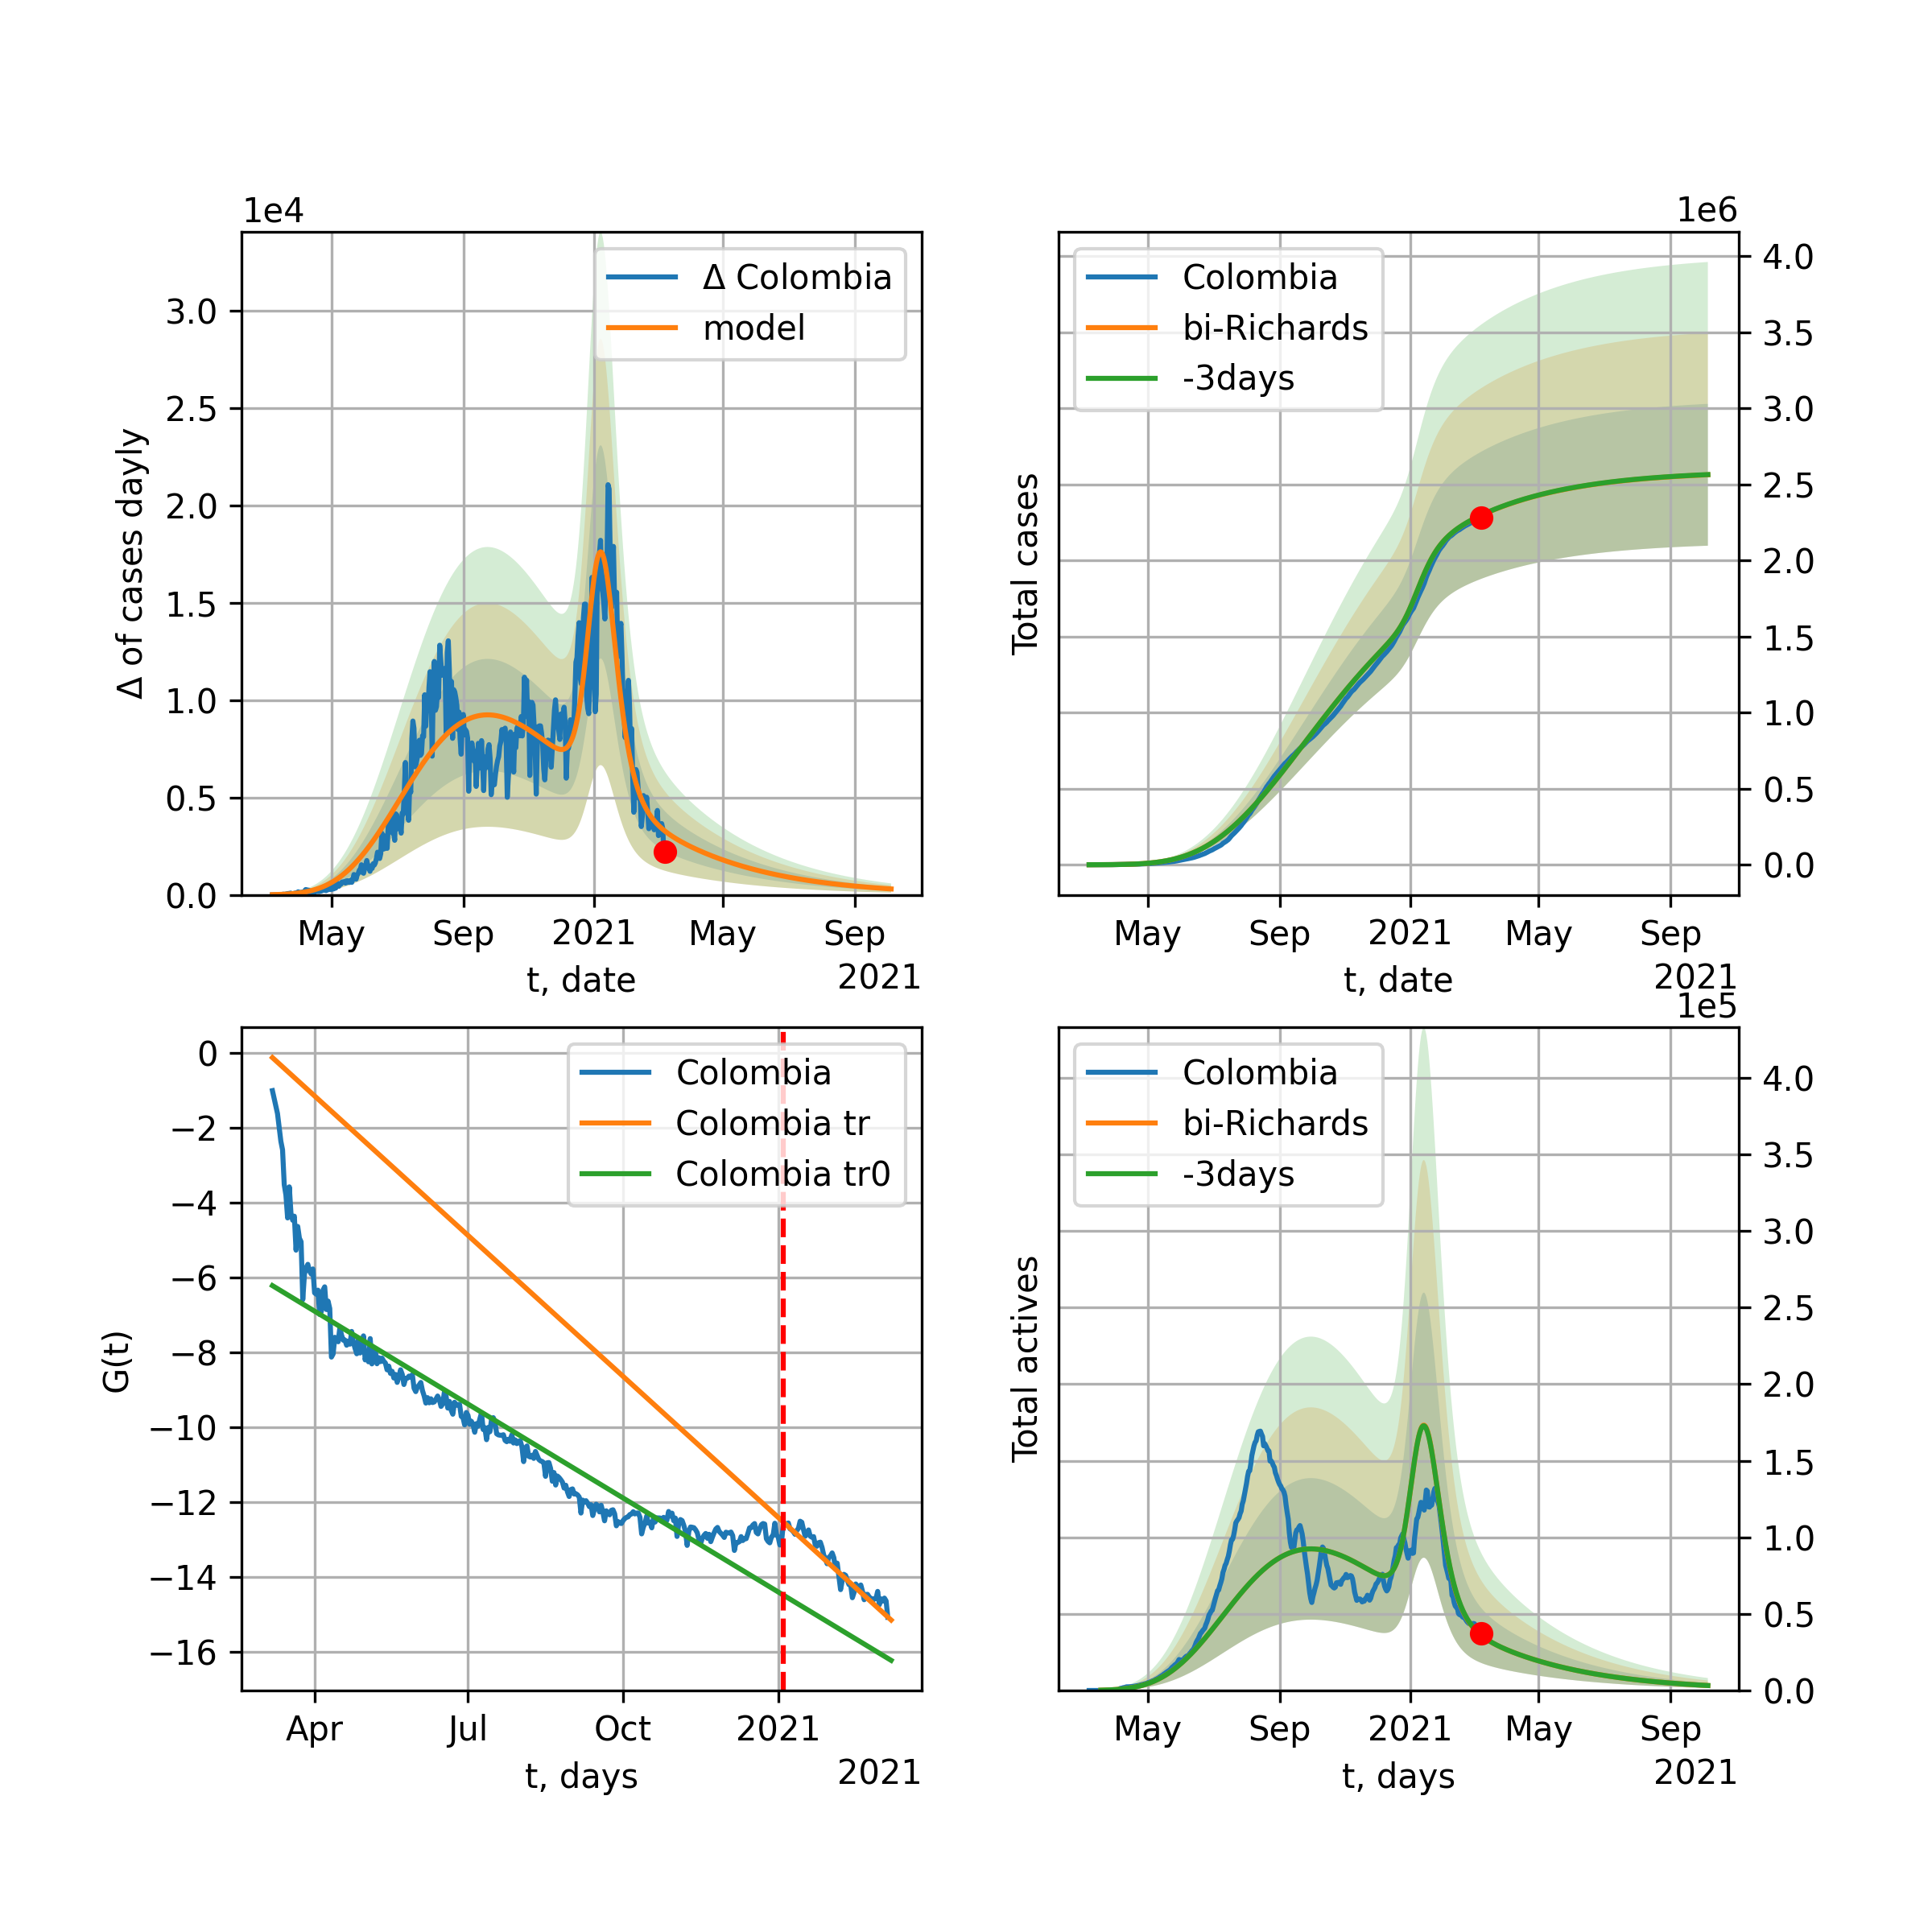 1e4
Δ of cases dayly
3.0
2.5
2.0
1.5
1.0
0.5
0.0
Δ Colombia
model
May Sep 2021 May Sep
t, date
2021
1e6
Total cases
Colombia
bi-Richards
-3days
4.0
3.5
3.0
2.5
2.0
1.5
1.0
0.5
0.0
May Sep 2021 May Sep
t, date
2021
G(t)
0
−2
−4
−6
−8
−10
−12
−14
−16
Colombia
Colombia tr
Colombia tr0
Apr Jul Oct 2021
t, days
2021
1e5
Total actives
Colombia
bi-Richards
-3days
4.0
3.5
3.0
2.5
2.0
1.5
1.0
0.5
0.0
May Sep 2021 May Sep
t, days
2021